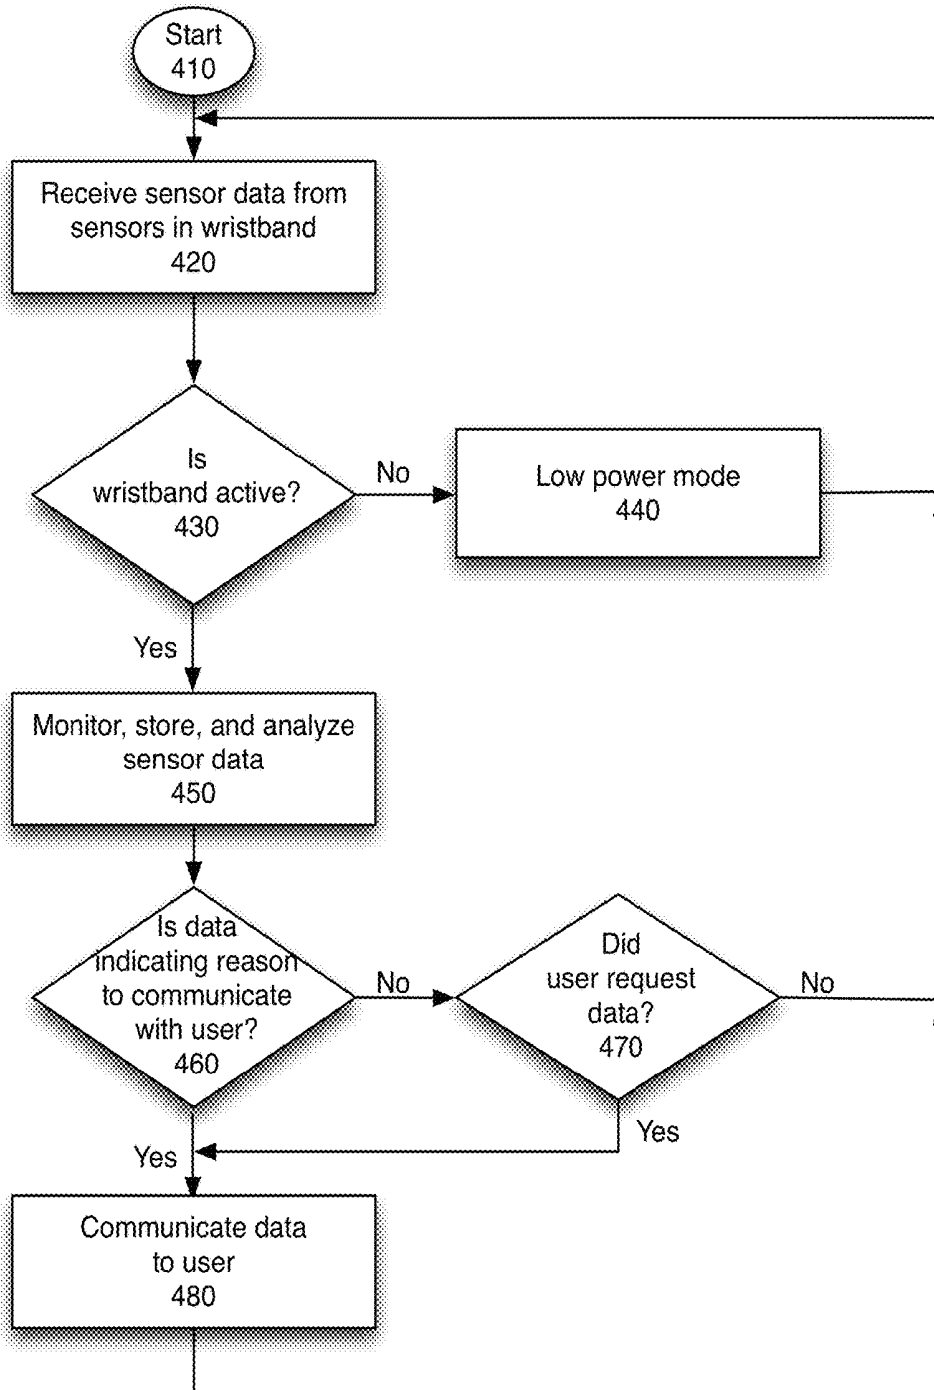 Start
410
Receive sensor data from
sensors in wristband
420
Is
wristband active?
430
No
Low power mode
440
Yes
Monitor, store, and analyze
sensor data
450
Is data
indicating reason
to communicate
with user?
460
No
Did
user request
data?
470
No
Yes
Yes
Communicate data
to user
480